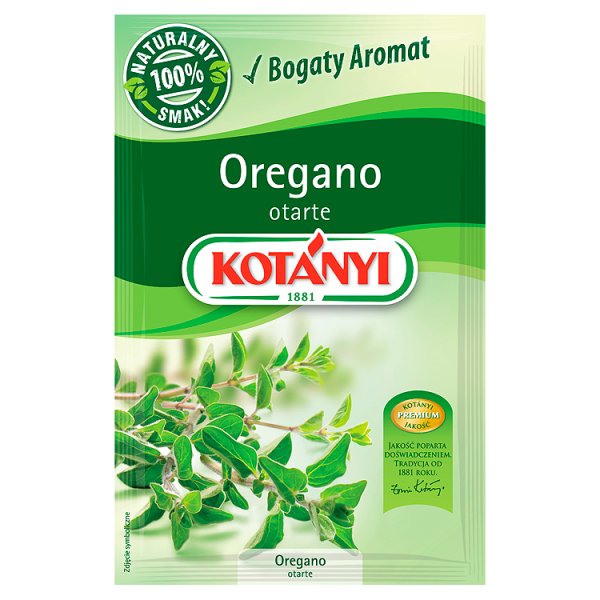 NATURALNY
100%
SMAK!
✓ Bogaty Aromat
Oregano
otarte
KOTÁNYI
1881
KOTÁNYI
PREMIUM
JAKOŚĆ
JAKOŚĆ POPARTA
DOŚWIADCZENIEM.
TRADYCJA OD
1881 ROKU.
Zdjęcie symboliczne
Oregano
otarte